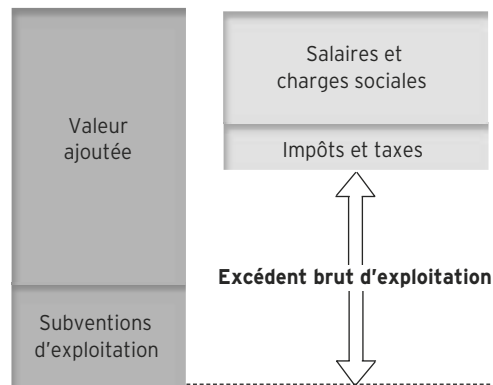 Valeur
ajoutée
Subventions
d'exploitation
Salaires et
charges sociales
Impôts et taxes
Excédent brut d'exploitation